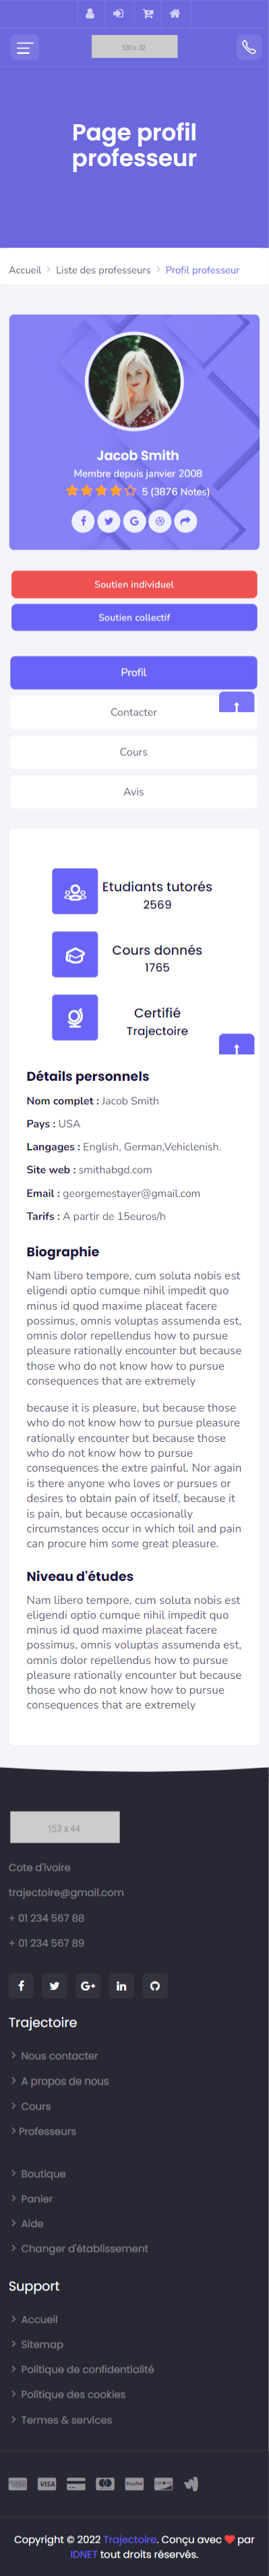 120 x 32
Page profil
professeur
Accueil > Liste des professeurs > Profil professeur
Jacob Smith
Membre depuis janvier 2008
5 (3876 Notes)
Soutien individuel
Soutien collectif
Profil
Contacter
Cours
Avis
Etudiants tutorés
2569
Cours donnés
1765
Certifié
Trajectoire
Détails personnels
Nom complet : Jacob Smith
Pays : USA
Langages : English, German,Vehiclenish.
Site web : smithabgd.com
Email : georgemestayer@gmail.com
Tarifs : A partir de 15euros/h
Biographie
Nam libero tempore, cum soluta nobis est
eligendi optio cumque nihil impedit quo
minus id quod maxime placeat facere
possimus, omnis voluptas assumenda est,
omnis dolor repellendus how to pursue
pleasure rationally encounter but because
those who do not know how to pursue
consequences that are extremely
because it is pleasure, but because those
who do not know how to pursue pleasure
rationally encounter but because those
who do not know how to pursue
consequences the extre painful. Nor again
is there anyone who loves or pursues or
desires to obtain pain of itself, because it
is pain, but because occasionally
circumstances occur in which toil and pain
can procure him some great pleasure.
Niveau d'études
Nam libero tempore, cum soluta nobis est
eligendi optio cumque nihil impedit quo
minus id quod maxime placeat facere
possimus, omnis voluptas assumenda est,
omnis dolor repellendus how to pursue
pleasure rationally encounter but because
those who do not know how to pursue
consequences that are extremely
153 x 44
Cote d'ivoire
trajectoire@gmail.com
+ 01 234 567 88
+ 01 234 567 89
Trajectoire
Nous contacter
A propos de nous
Cours
Professeurs
Boutique
Panier
Aide
Changer d'établissement
Support
Accueil
Sitemap
Politique de confidentialité
Politique des cookies
Termes & services
VISA
PayPal
Copyright © 2022 Trajectoire. Conçu avec ❤ par
IDNET tout droits réservés.